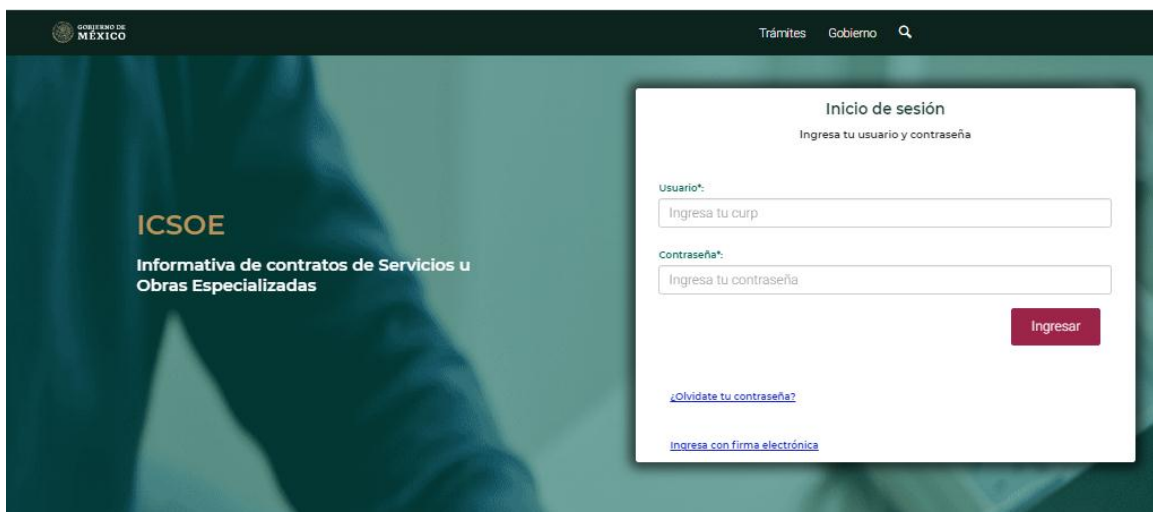 GOBIERNO DE
MÉXICO
Trámites Gobierno
Inicio de sesión
Ingresa tu usuario y contraseña
Usuario*:
Ingresa tu curp
ICSOE
Informativa de contratos de Servicios u
Obras Especializadas
Contraseña*:
Ingresa tu contraseña
Ingresar
¿Olvidate tu contraseña?
Ingresa con firma electrónica